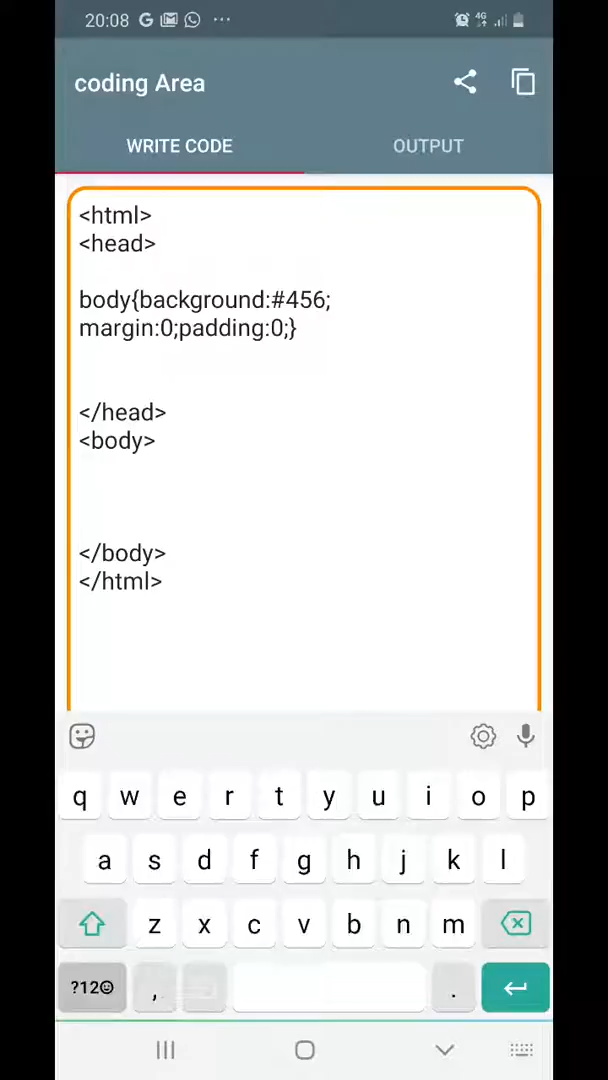 20:08
4G
coding Area
WRITE CODE
OUTPUT
<html>
<head>
body{background:#456;
margin:0;padding:0;}
</head>
<body>
</body>
</html>
q w e r t y u i o p
a s d f g h j k l
z x c v b n m
?12☺ , .